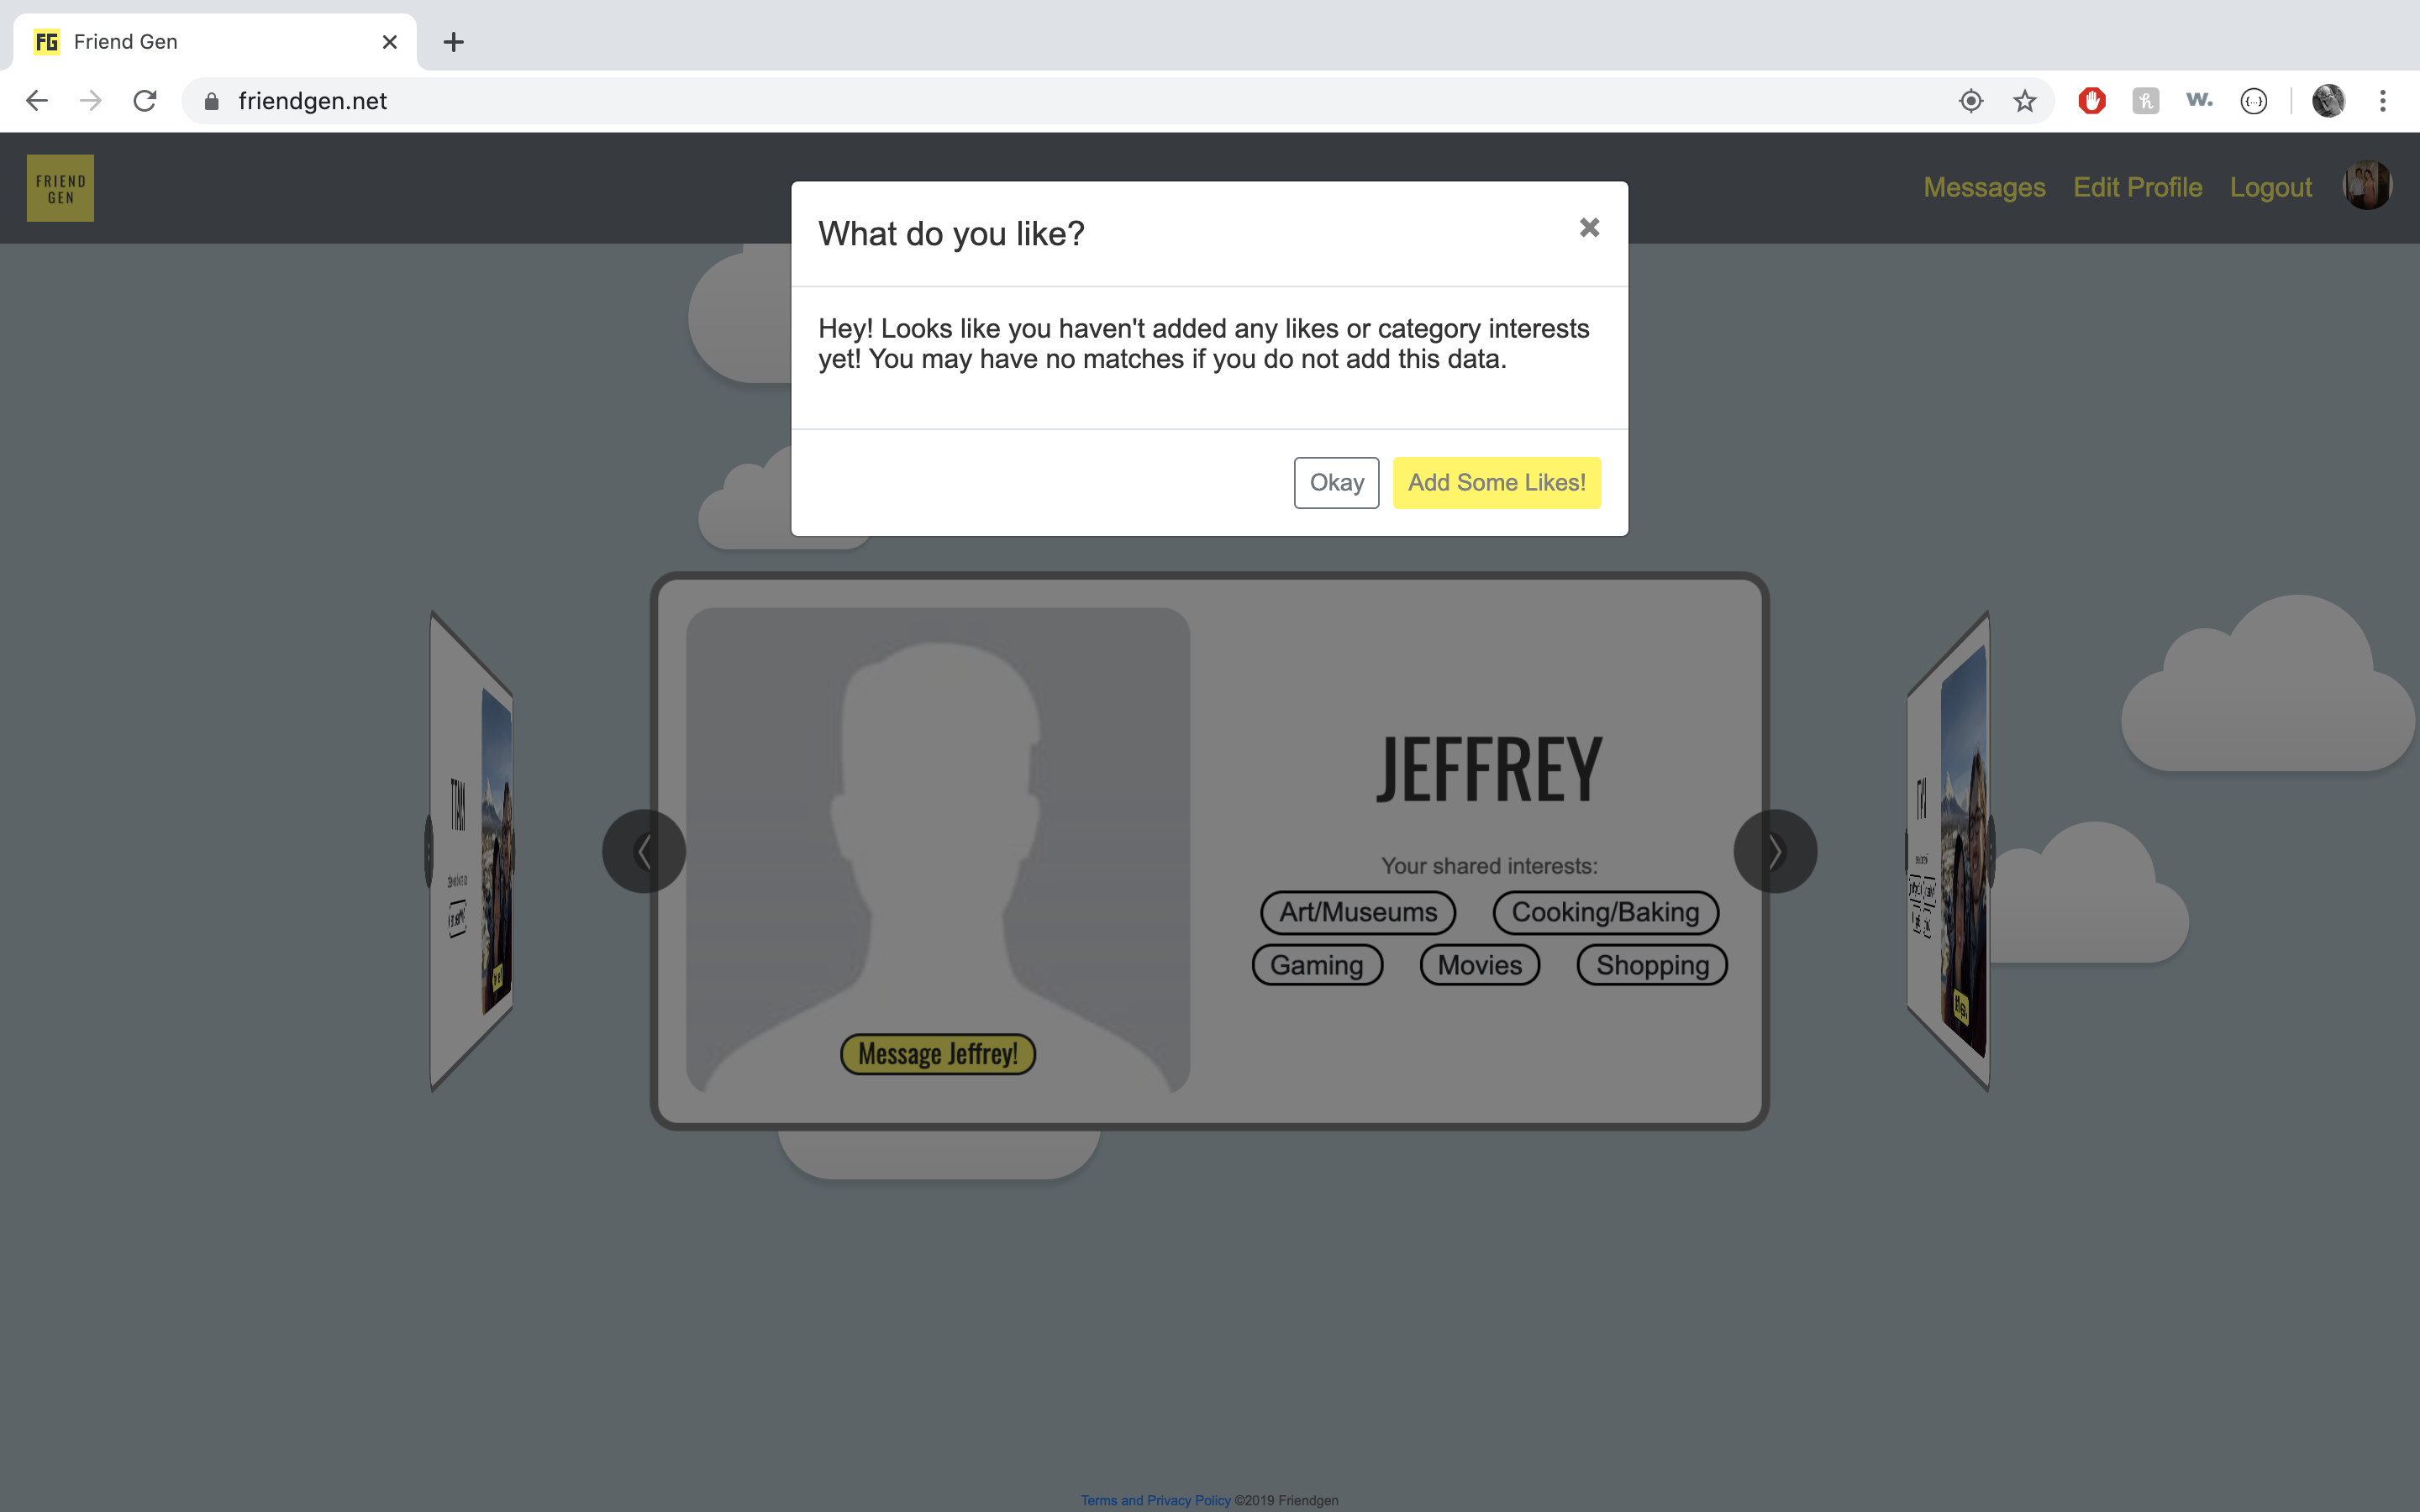 FG Friend Gen
friendgen.net
W.
FRIEND
GEN
Messages Edit Profile Logout
What do you like?
Hey! Looks like you haven't added any likes or category interests
yet! You may have no matches if you do not add this data.
Okay Add Some Likes!
JEFFREY
Your shared interests:
Art/Museums Cooking/Baking
Gaming Movies Shopping
Message Jeffrey!
Terms and Privacy Policy ©2019 Friendgen